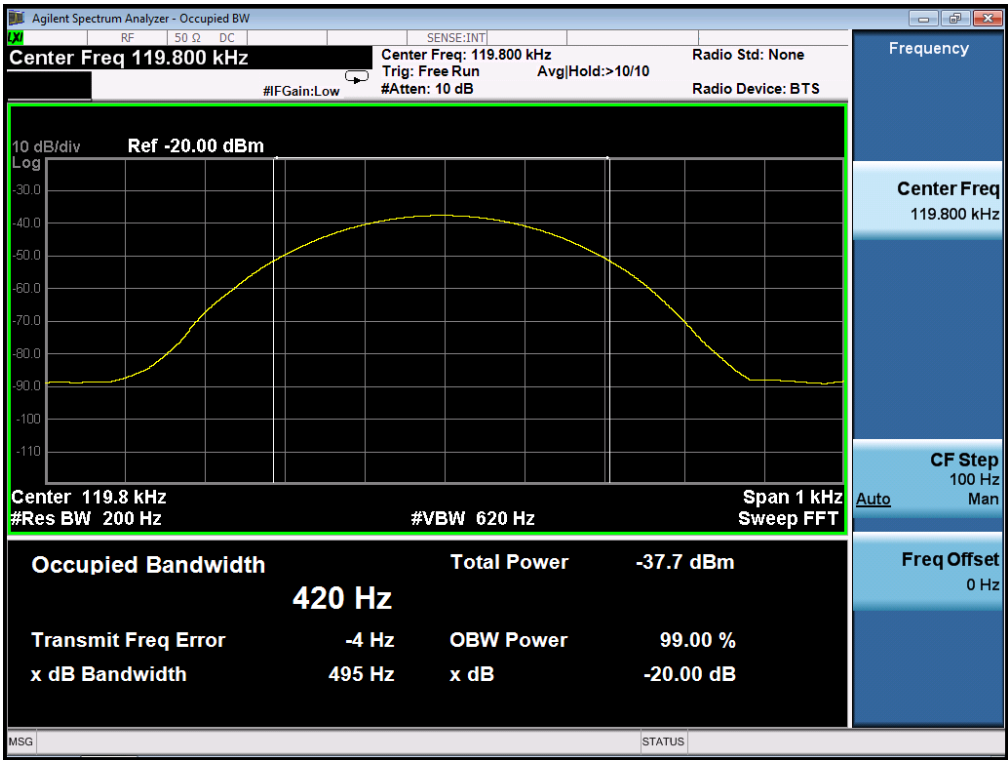 Agilent Spectrum Analyzer - Occupied BW
LXI RF 50 Ω DC SENSE:INT
Center Freq 119.800 kHz
Center Freq: 119.800 kHz Radio Std: None
Trig: Free Run Avg|Hold:>10/10
#IFGain:Low #Atten: 10 dB Radio Device: BTS
Frequency
10 dB/div Ref -20.00 dBm
Log
-30.0
-40.0
-50.0
-60.0
-70.0
-80.0
-90.0
-100
-110
Center 119.8 kHz Span 1 kHz
#Res BW 200 Hz #VBW 620 Hz Sweep FFT
Center Freq
119.800 kHz
CF Step
100 Hz
Auto Man
Freq Offset
0 Hz
Occupied Bandwidth Total Power -37.7 dBm
420 Hz
Transmit Freq Error -4 Hz OBW Power 99.00 %
x dB Bandwidth 495 Hz x dB -20.00 dB
MSG STATUS